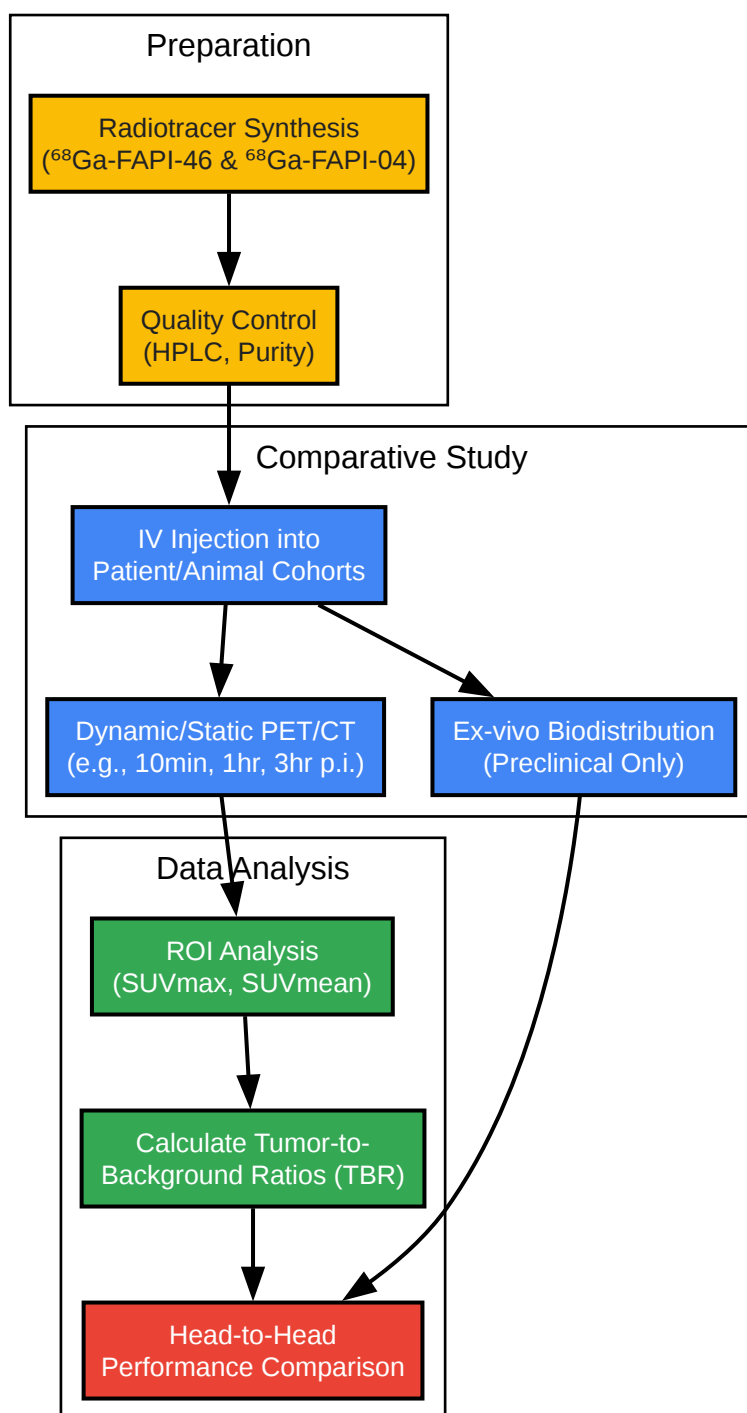 Preparation
Radiotracer Synthesis
(⁶⁸Ga-FAPI-46 & ⁶⁸Ga-FAPI-04)
Quality Control
(HPLC, Purity)
Comparative Study
IV Injection into
Patient/Animal Cohorts
Dynamic/Static PET/CT
(e.g., 10min, 1hr, 3hr p.i.)
Ex-vivo Biodistribution
(Preclinical Only)
Data Analysis
ROI Analysis
(SUVmax, SUVmean)
Calculate Tumor-to-
Background Ratios (TBR)
Head-to-Head
Performance Comparison